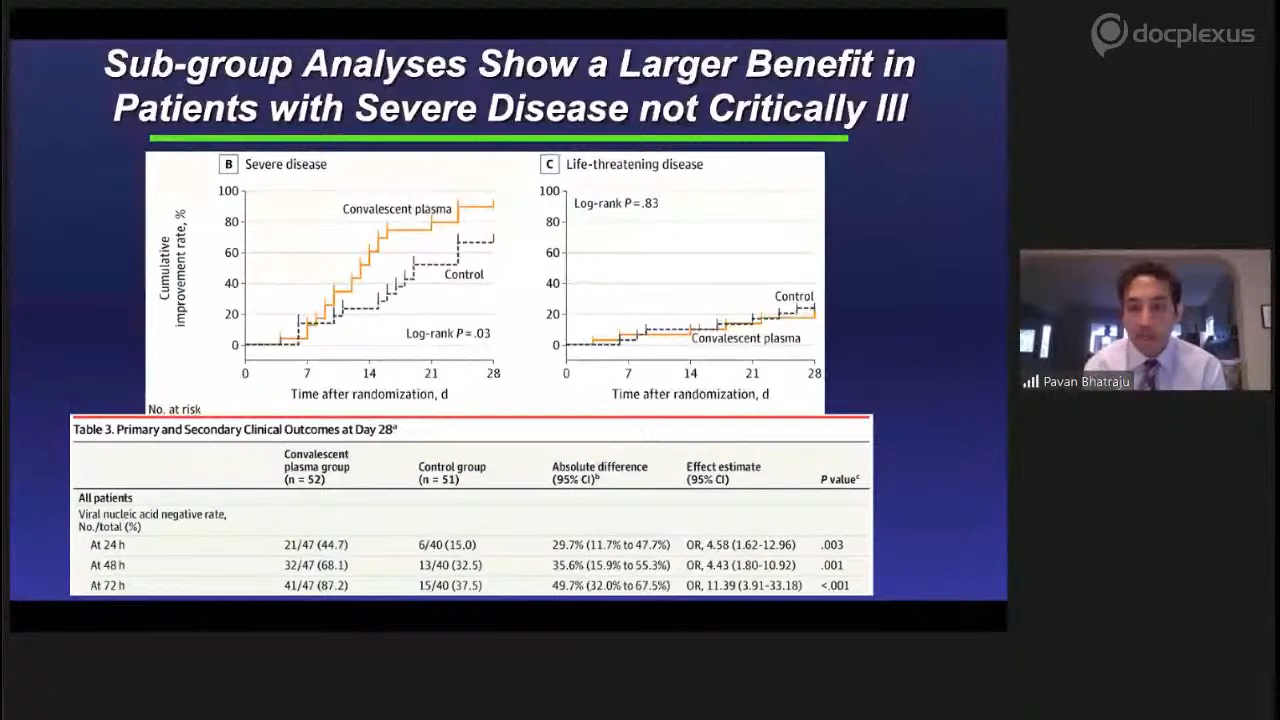 docplexus
Sub-group Analyses Show a Larger Benefit in
Patients with Severe Disease not Critically Ill
B Severe disease
Cumulative
improvement rate, %
100
80
60
40
20
0
Convalescent plasma
Control
Log-rank P = .03
0 7 14 21 28
Time after randomization, d
No. at risk
C Life-threatening disease
100
80
60
40
20
0
Log-rank P = .83
Control
Convalescent plasma
0 7 14 21 28
Time after randomization, d
Table 3. Primary and Secondary Clinical Outcomes at Day 28a
Convalescent
plasma group
(n = 52)
Control group
(n = 51)
Absolute difference
(95% CI)b
Effect estimate
(95% CI)
P valuec
All patients
Viral nucleic acid negative rate,
No./total (%)
At 24 h 21/47 (44.7) 6/40 (15.0) 29.7% (11.7% to 47.7%) OR, 4.58 (1.62-12.96) .003
At 48 h 32/47 (68.1) 13/40 (32.5) 35.6% (15.9% to 55.3%) OR, 4.43 (1.80-10.92) .001
At 72 h 41/47 (87.2) 15/40 (37.5) 49.7% (32.0% to 67.5%) OR, 11.39 (3.91-33.18) <.001
Pavan Bhatraju